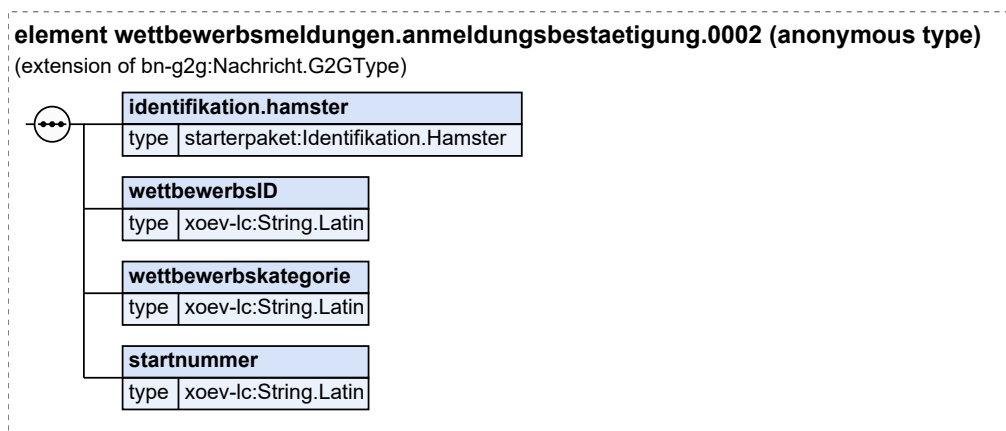 element wettbewerbsmeldungen.anmeldungsbestaetigung.0002 (anonymous type)
(extension of bn-g2g:Nachricht.G2GType)
identifikation.hamster
type starterpaket:Identifikation.Hamster
wettbewerbsID
type xoev-lc:String.Latin
wettbewerbskategorie
type xoev-lc:String.Latin
startnummer
type xoev-lc:String.Latin